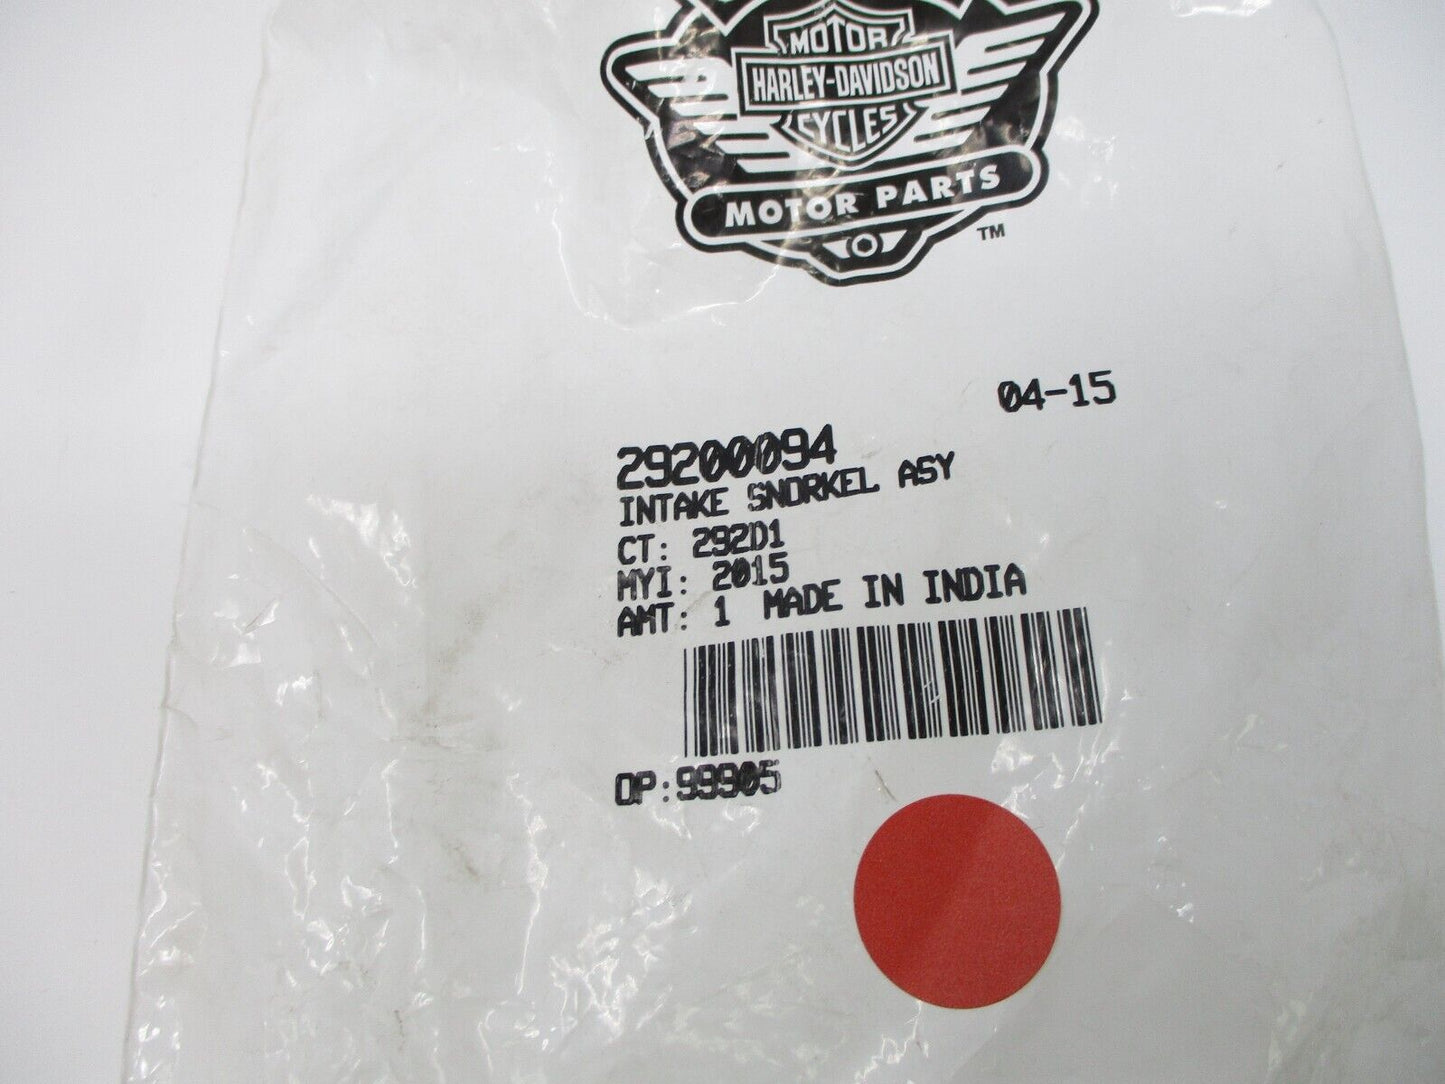 MOTOR
HARLEY-DAVIDSON
CYCLES
MOTOR PARTS
TM
04-15
29200094
INTAKE SNORKEL ASY
CT: 292D1
MYI: 2015
AMT: 1 MADE IN INDIA
OP:99905